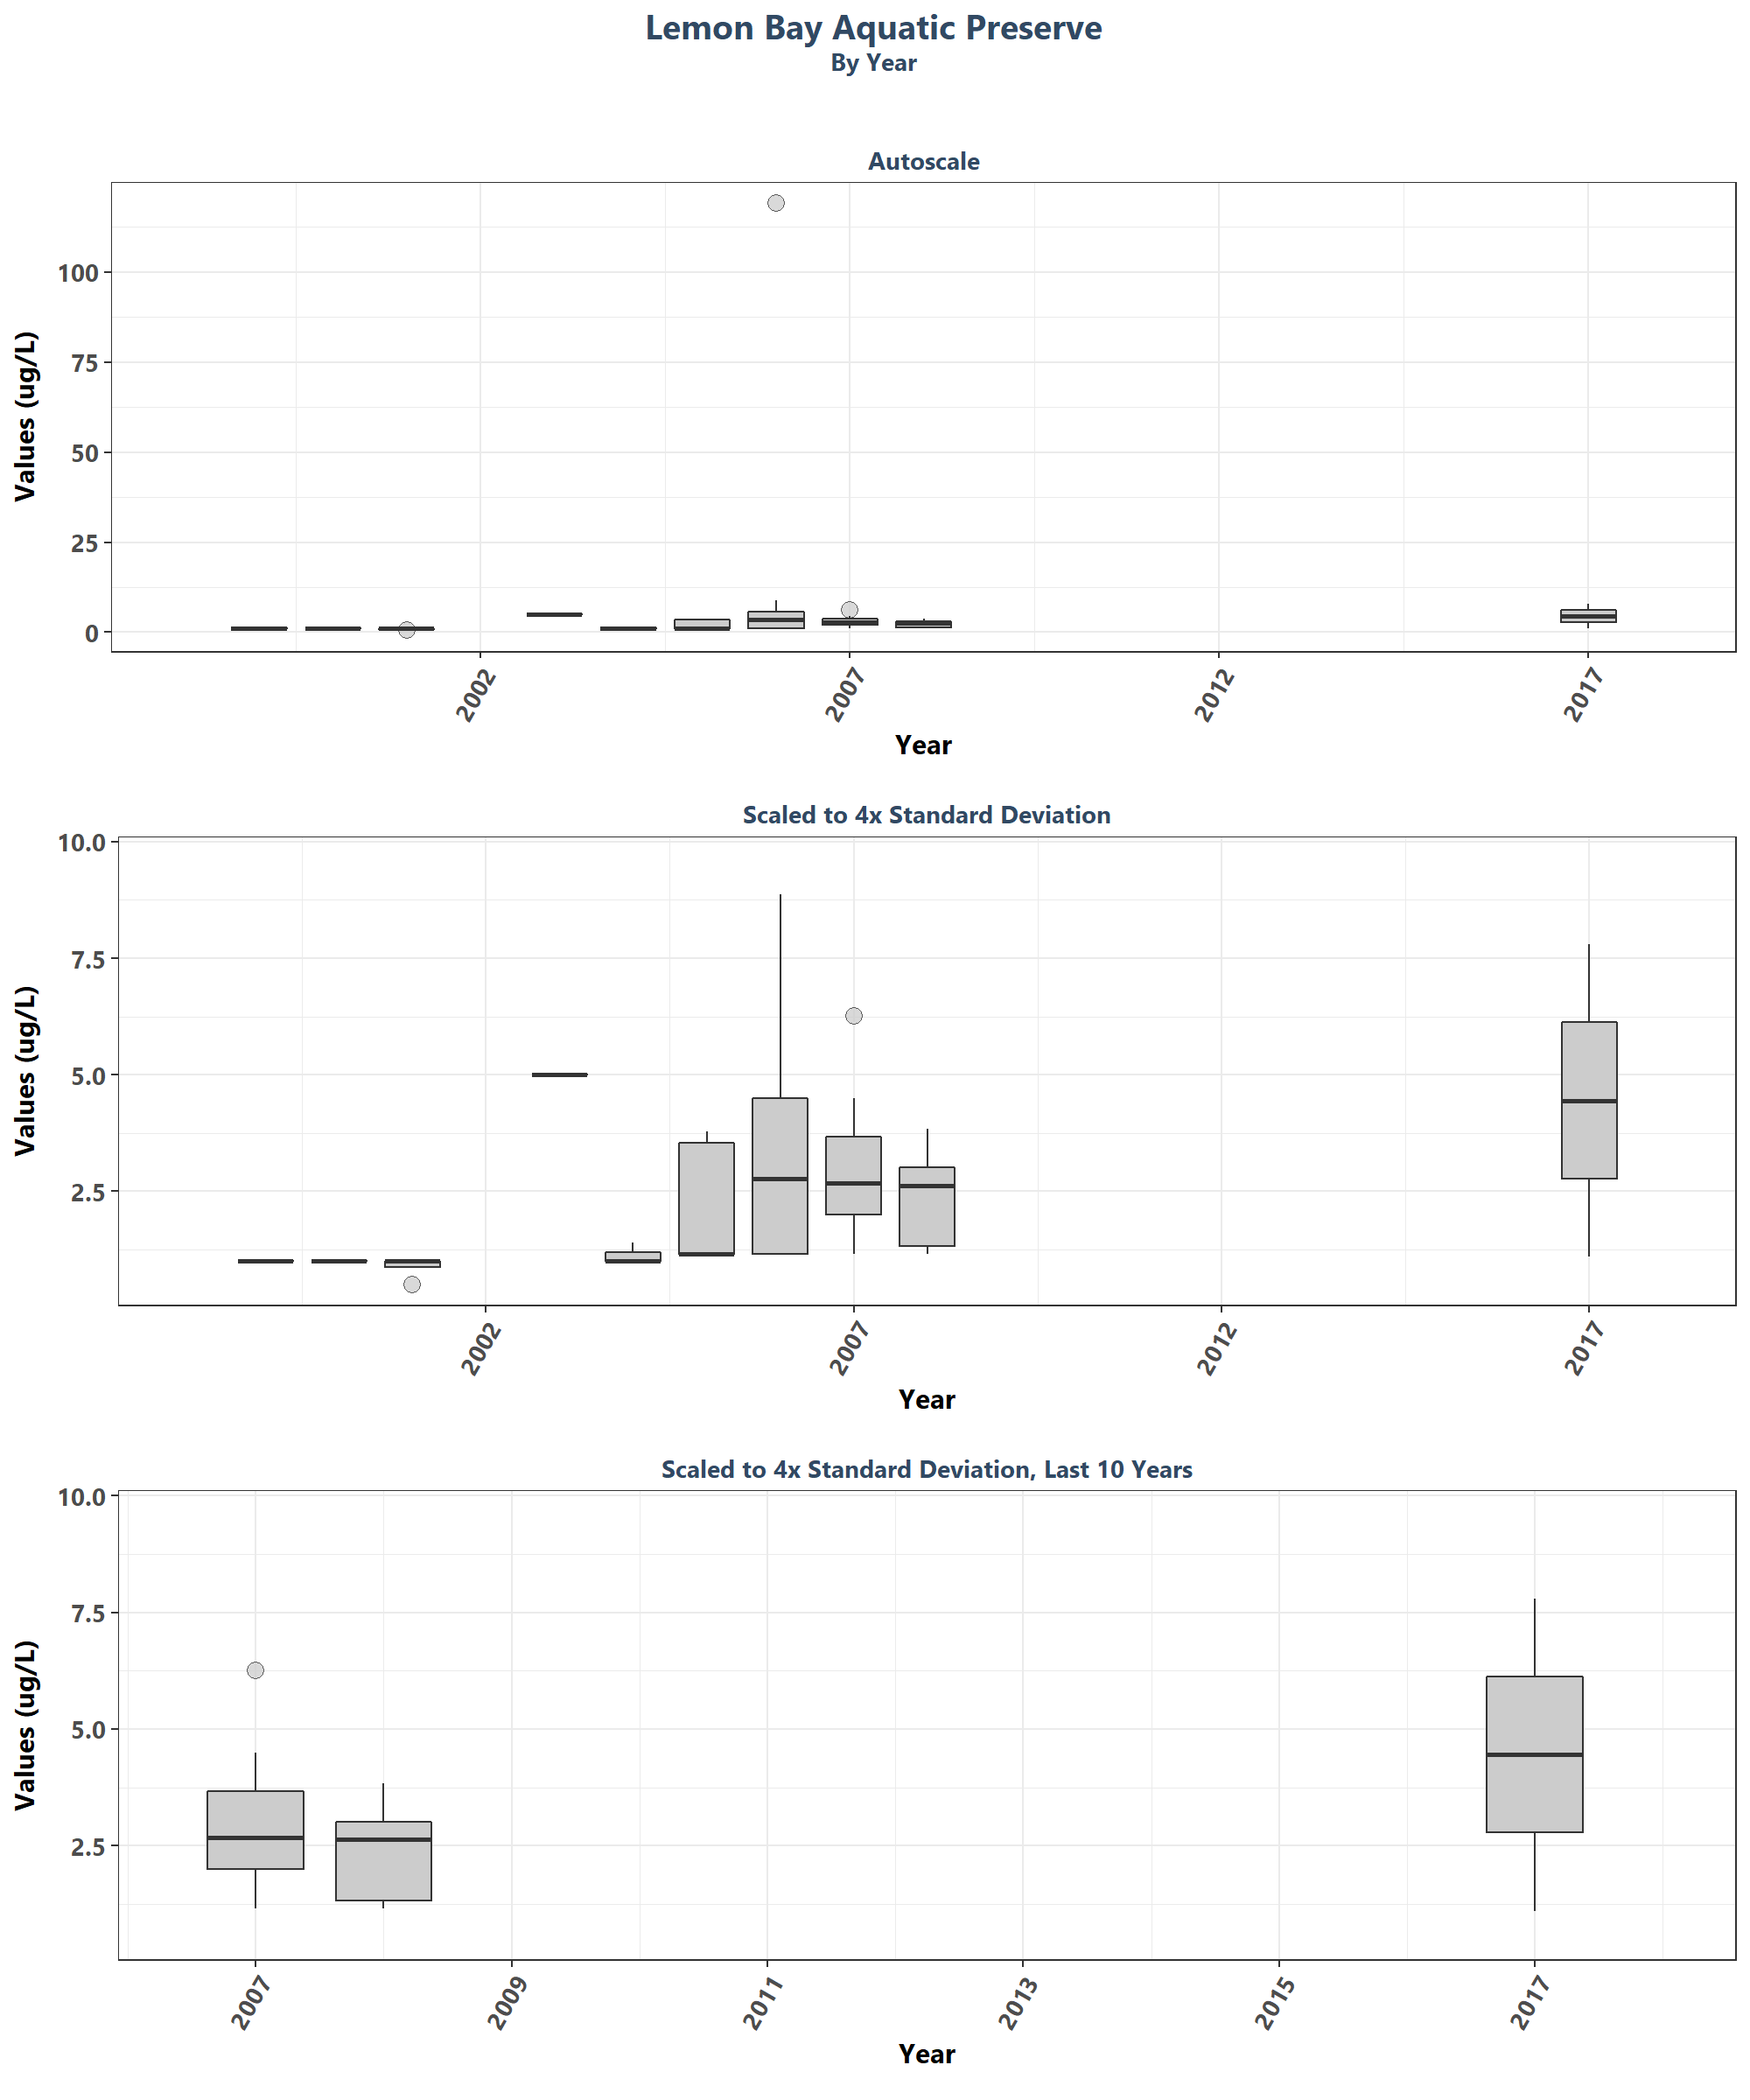 Lemon Bay Aquatic Preserve
By Year
Autoscale
Values (ug/L)
100
75
50
25
0
2002
2007
2012
2017
Year
Scaled to 4x Standard Deviation
Values (ug/L)
10.0
7.5
5.0
2.5
2002
2007
2012
2017
Year
Scaled to 4x Standard Deviation, Last 10 Years
Values (ug/L)
10.0
7.5
5.0
2.5
2007
2009
2011
2013
2015
2017
Year